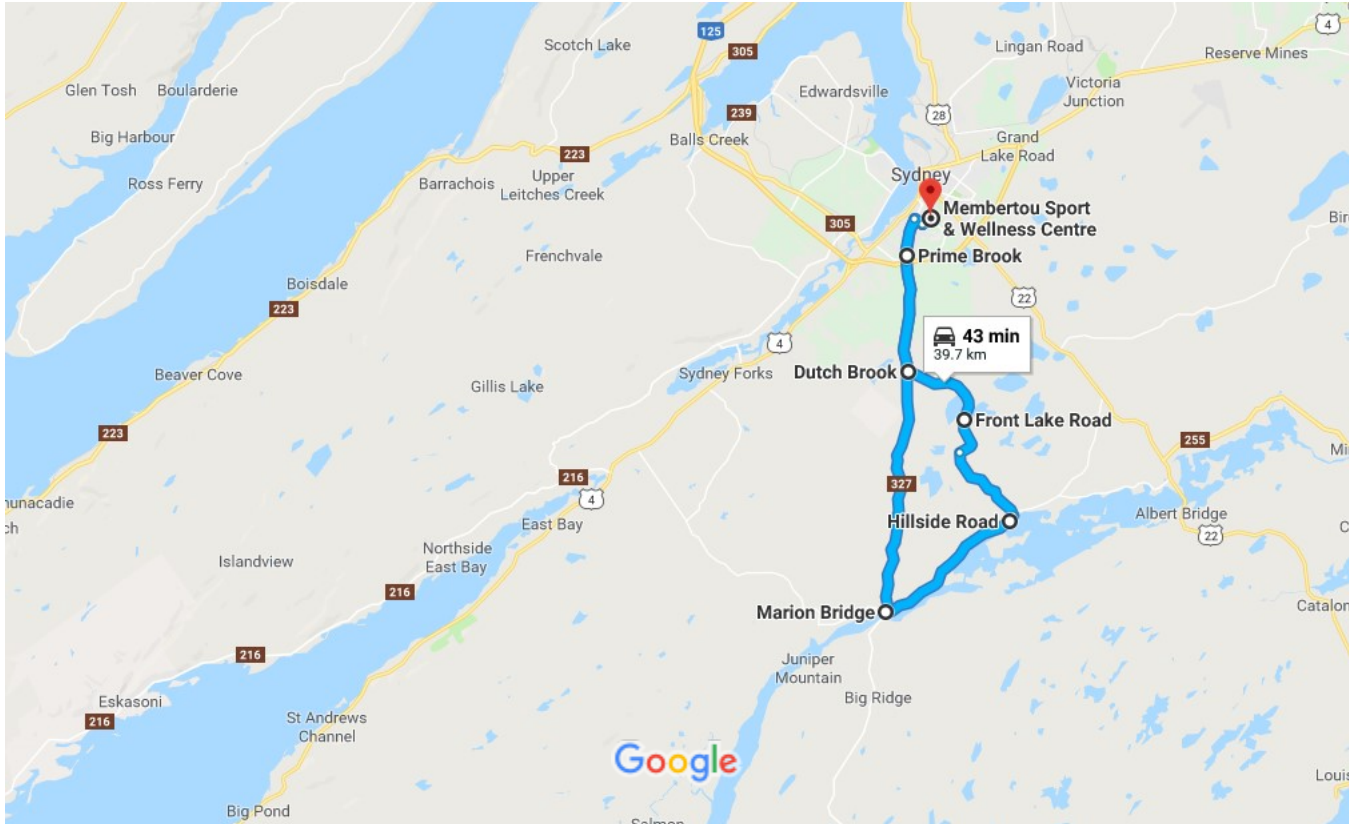 125
4
Scotch Lake
305
Lingan Road
Reserve Mines
Glen Tosh
Boularderie
Edwardsville
Victoria
Junction
239
28
Big Harbour
Balls Creek
Grand
Lake Road
223
Ross Ferry
Barrachois
Upper
Leitches Creek
Sydney
Membertou Sport
& Wellness Centre
305
Frenchvale
Prime Brook
Boisdale
22
223
43 min
39.7 km
4
Beaver Cove
Gillis Lake
Sydney Forks
Dutch Brook
Front Lake Road
223
255
216
327
4
East Bay
Hillside Road
Albert Bridge
22
Northside
East Bay
Islandview
216
Marion Bridge
216
Juniper
Mountain
Eskasoni
Big Ridge
216
St Andrews
Channel
Google
Big Pond